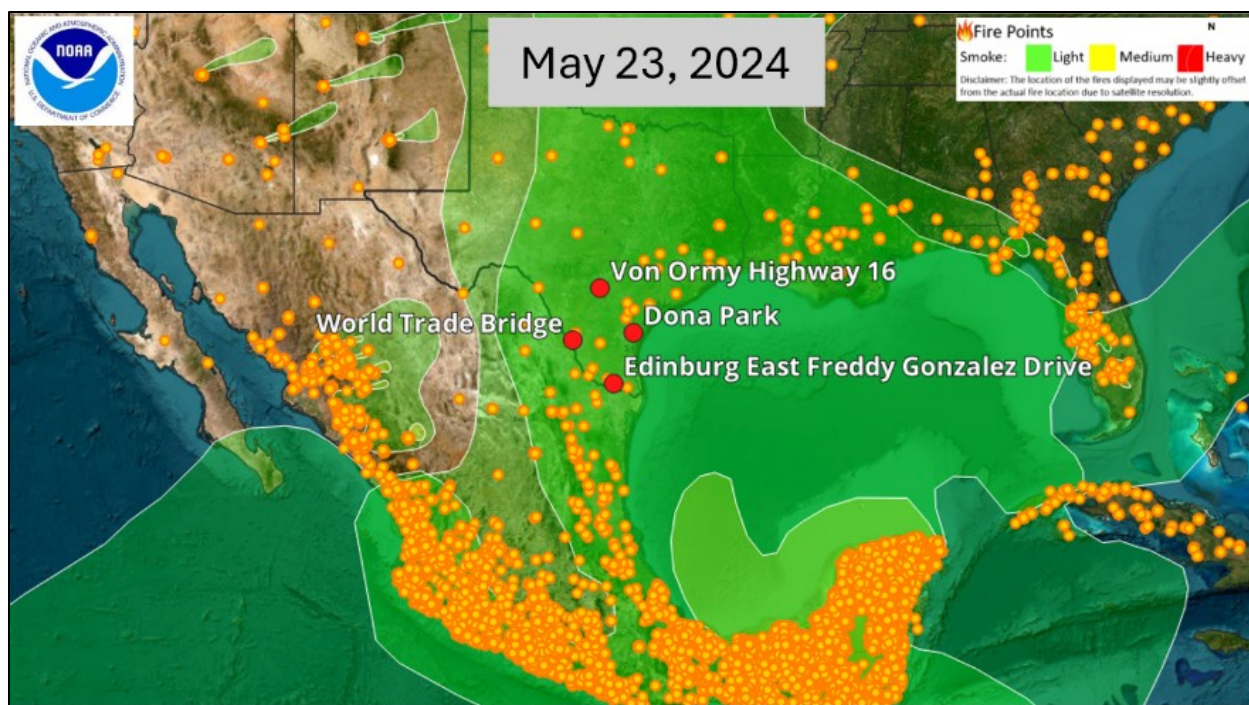 NATIONAL OCEANIC AND ATMOSPHERIC ADMINISTRATION
U.S. DEPARTMENT OF COMMERCE
NOAA
May 23, 2024
Fire Points
N
Smoke: Light Medium Heavy
Disclaimer: The location of the fires displayed may be slightly offset
from the actual fire location due to satellite resolution.
Von Ormy Highway 16
World Trade Bridge
Dona Park
Edinburg East Freddy Gonzalez Drive